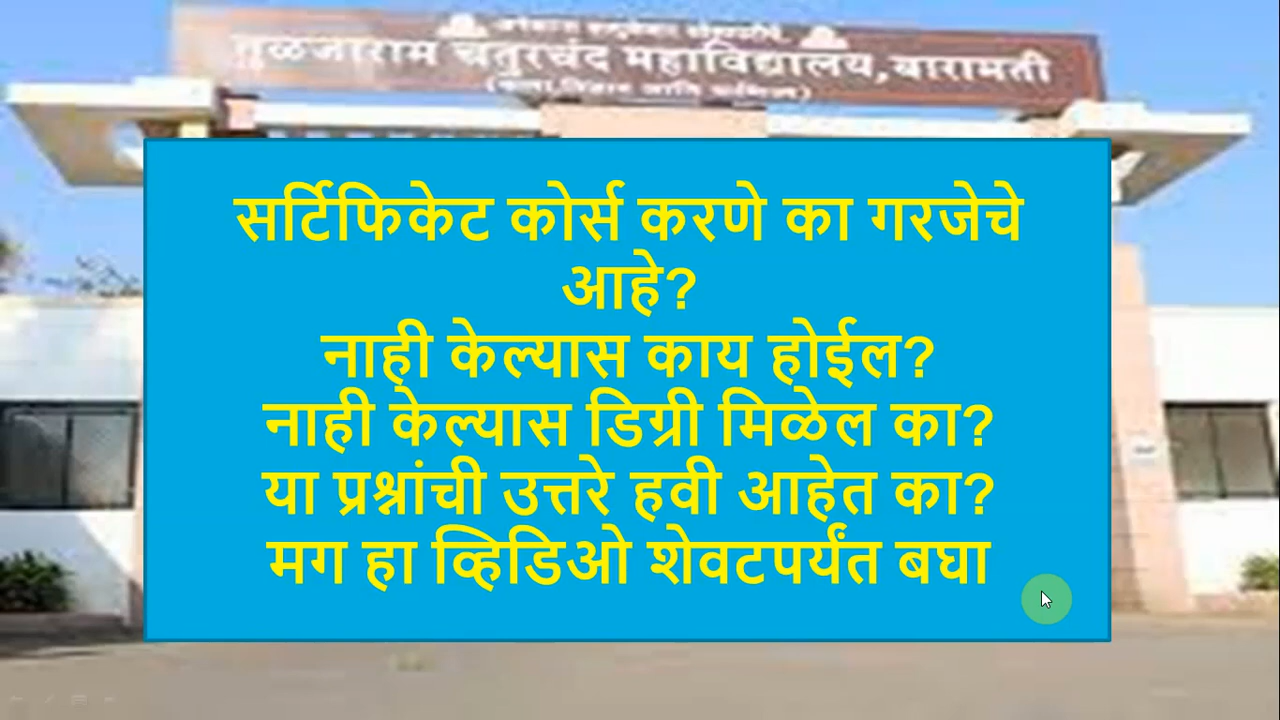 तुळजाराम चतुरचंद महाविद्यालय,बारामती
सर्टिफिकेट कोर्स करणे का गरजेचे
आहे?
नाही केल्यास काय होईल?
नाही केल्यास डिग्री मिळेल का?
या प्रश्नांची उत्तरे हवी आहेत का?
मग हा व्हिडिओ शेवटपर्यंत बघा